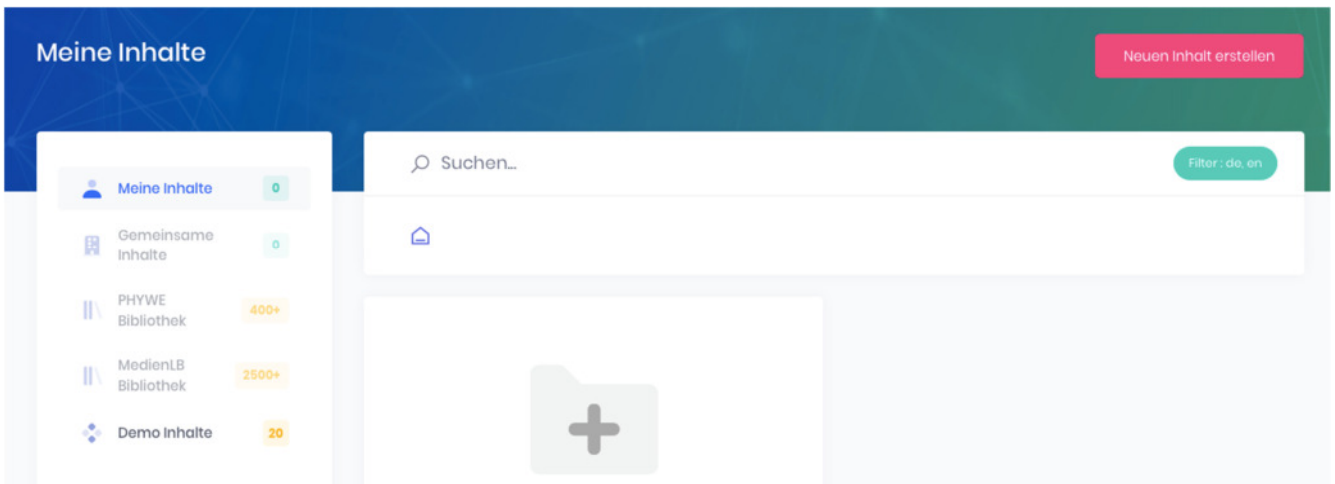 Meine Inhalte
Neuen Inhalt erstellen
Suchen...
Filter : de, en
Meine Inhalte 0
Gemeinsame
Inhalte 0
PHYWE
Bibliothek 400+
MedienLB
Bibliothek 2500+
Demo Inhalte 20